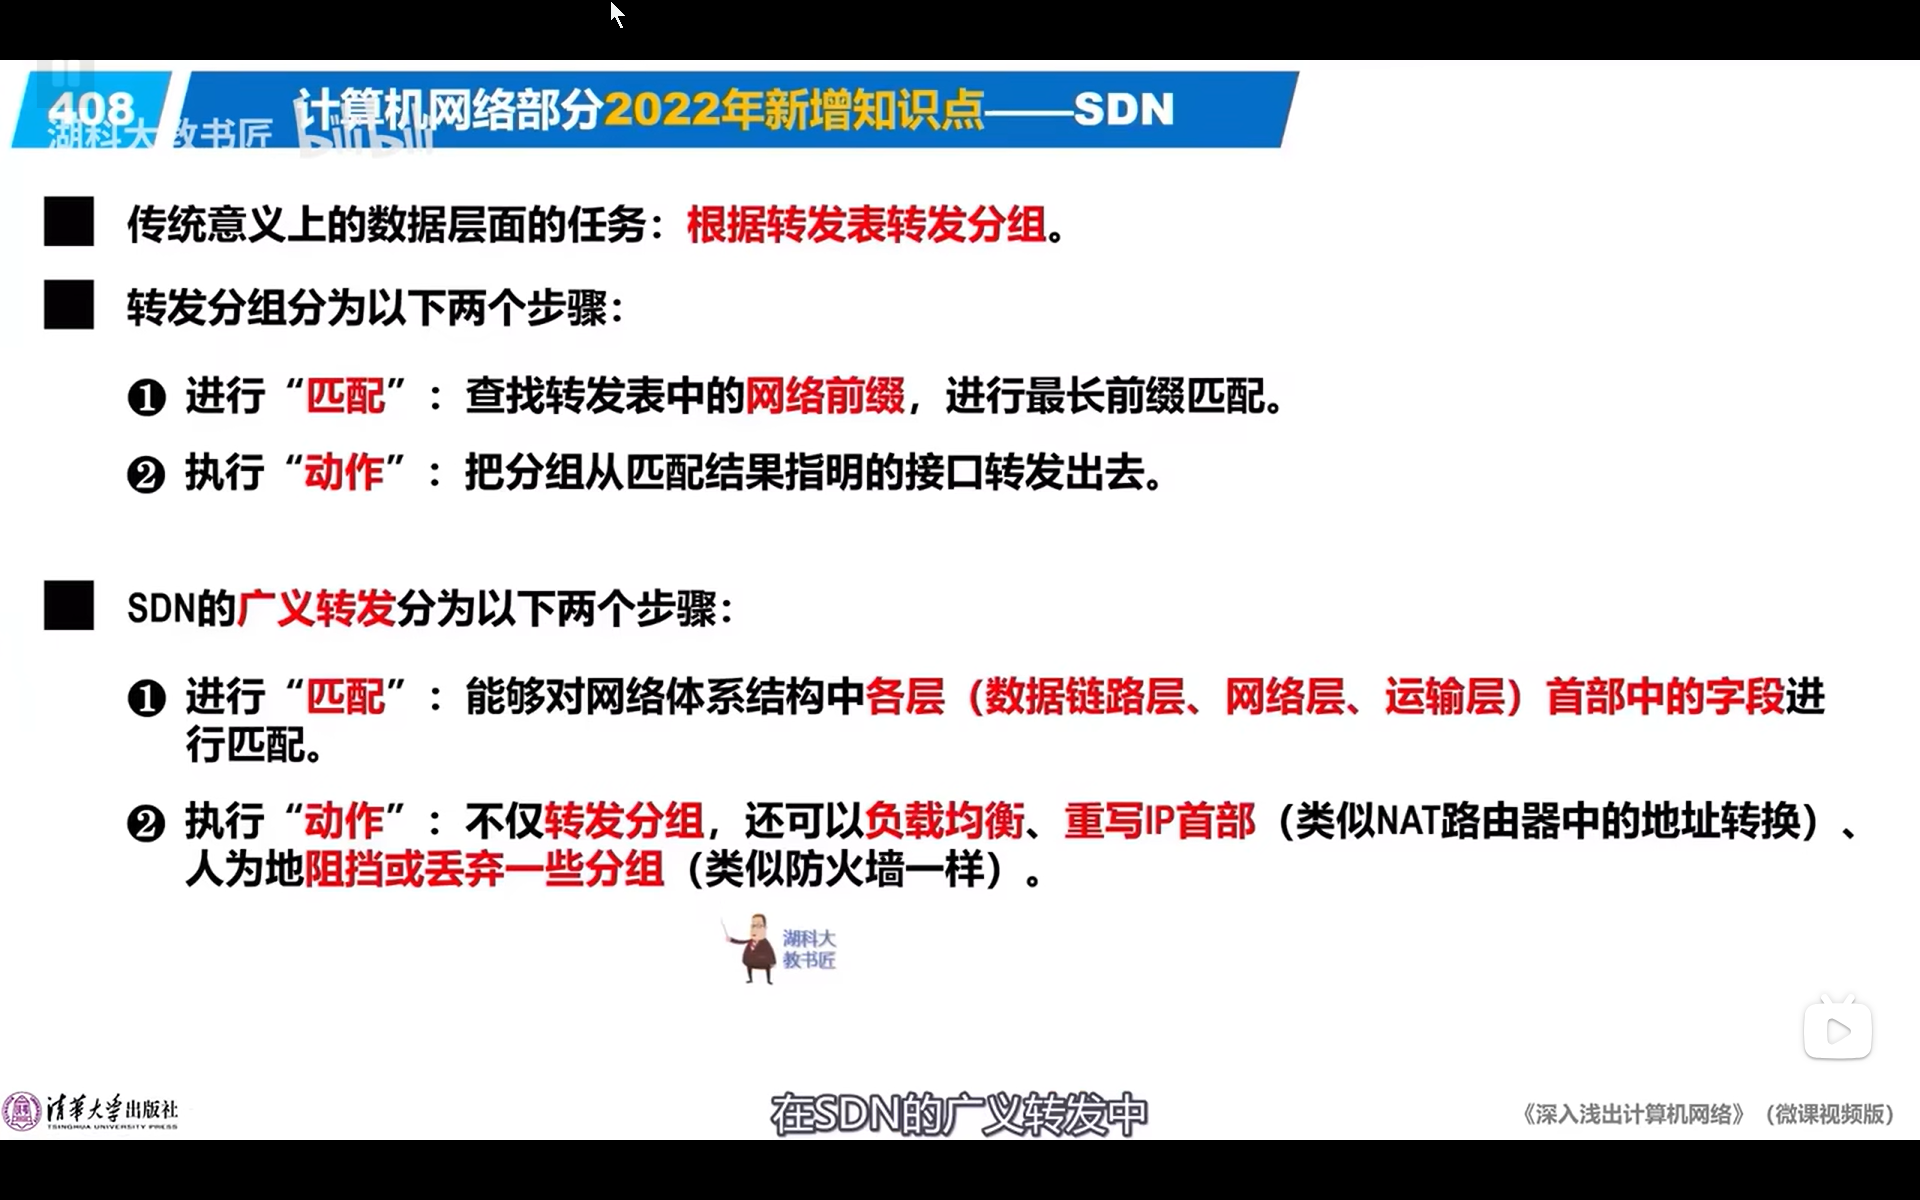 408
计算机网络部分2022年新增知识点——SDN
湖科大教书匠 bilibili
传统意义上的数据层面的任务：根据转发表转发分组。
转发分组分为以下两个步骤：
❶ 进行“匹配”：查找转发表中的网络前缀，进行最长前缀匹配。
❷ 执行“动作”：把分组从匹配结果指明的接口转发出去。
SDN的广义转发分为以下两个步骤：
❶ 进行“匹配”：能够对网络体系结构中各层（数据链路层、网络层、运输层）首部中的字段进
行匹配。
❷ 执行“动作”：不仅转发分组，还可以负载均衡、重写IP首部（类似NAT路由器中的地址转换）、
人为地阻挡或丢弃一些分组（类似防火墙一样）。
湖科大
教书匠
清华大学出版社
TSINGHUA UNIVERSITY PRESS
在SDN的广义转发中
《深入浅出计算机网络》（微课视频版）